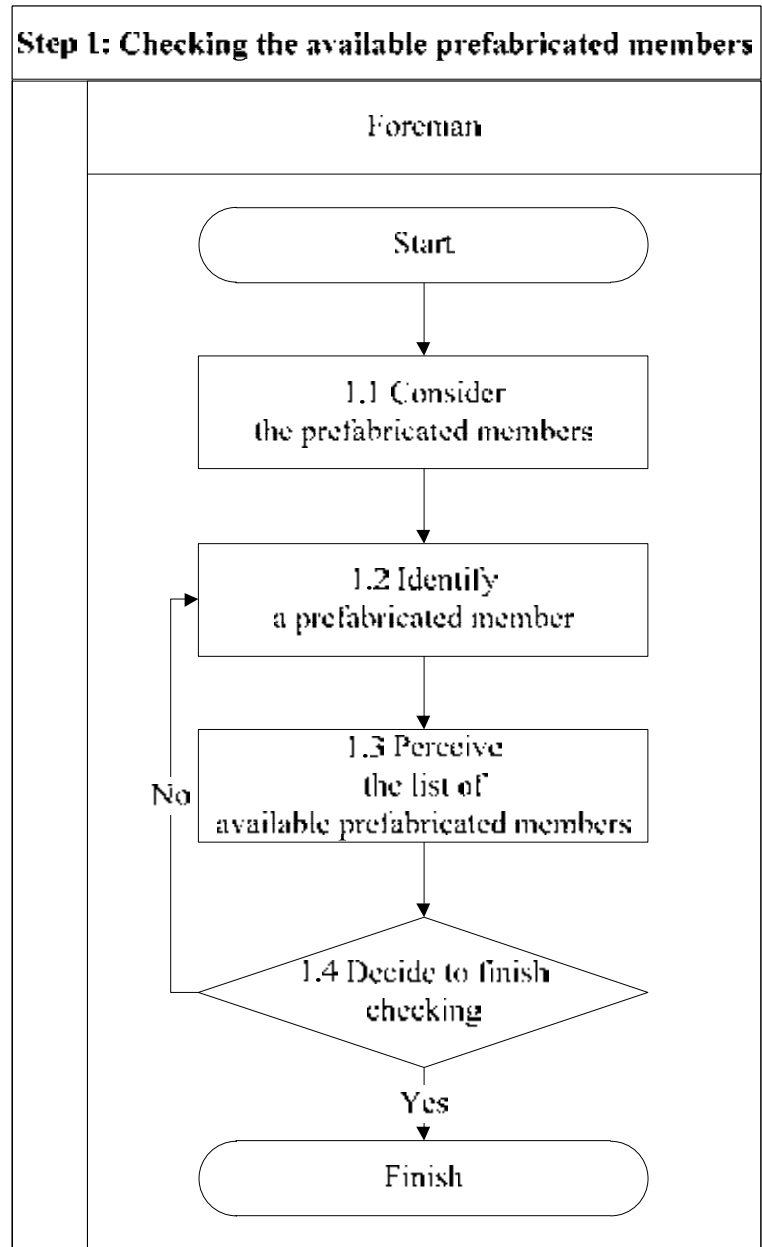 Step 1: Checking the available prefabricated members
Foreman
Start
1.1 Consider
the prefabricated members
1.2 Identify
a prefabricated member
1.3 Perceive
the list of
available prefabricated members
No
1.4 Decide to finish
checking
Yes
Finish